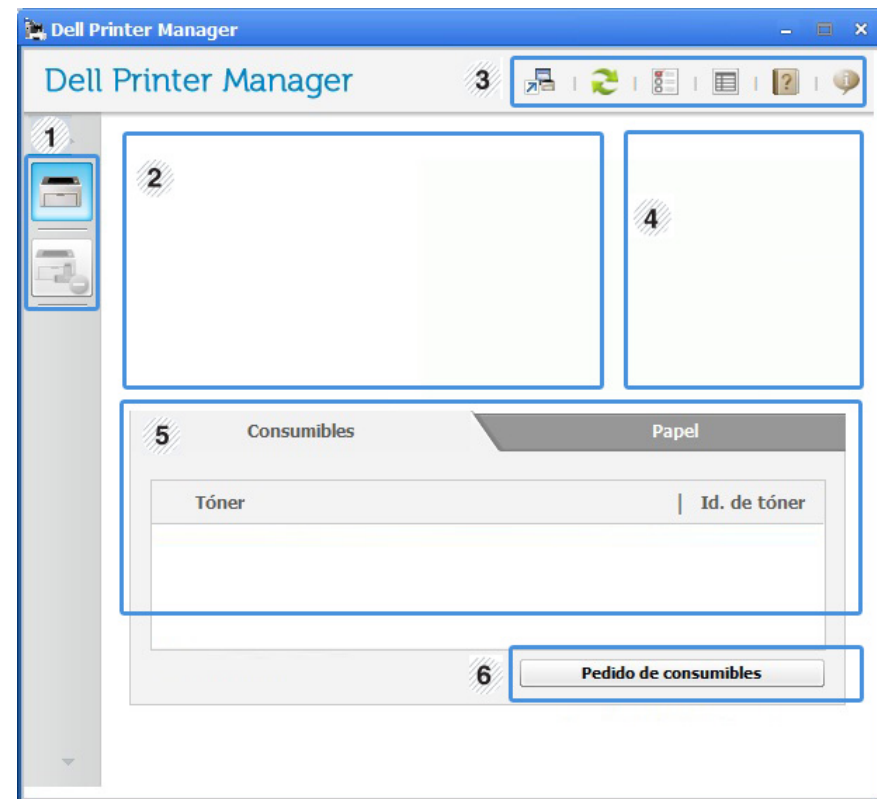 Dell Printer Manager
Dell Printer Manager
3
1
2
4
5
Consumibles
Papel
Tóner
Id. de tóner
6
Pedido de consumibles